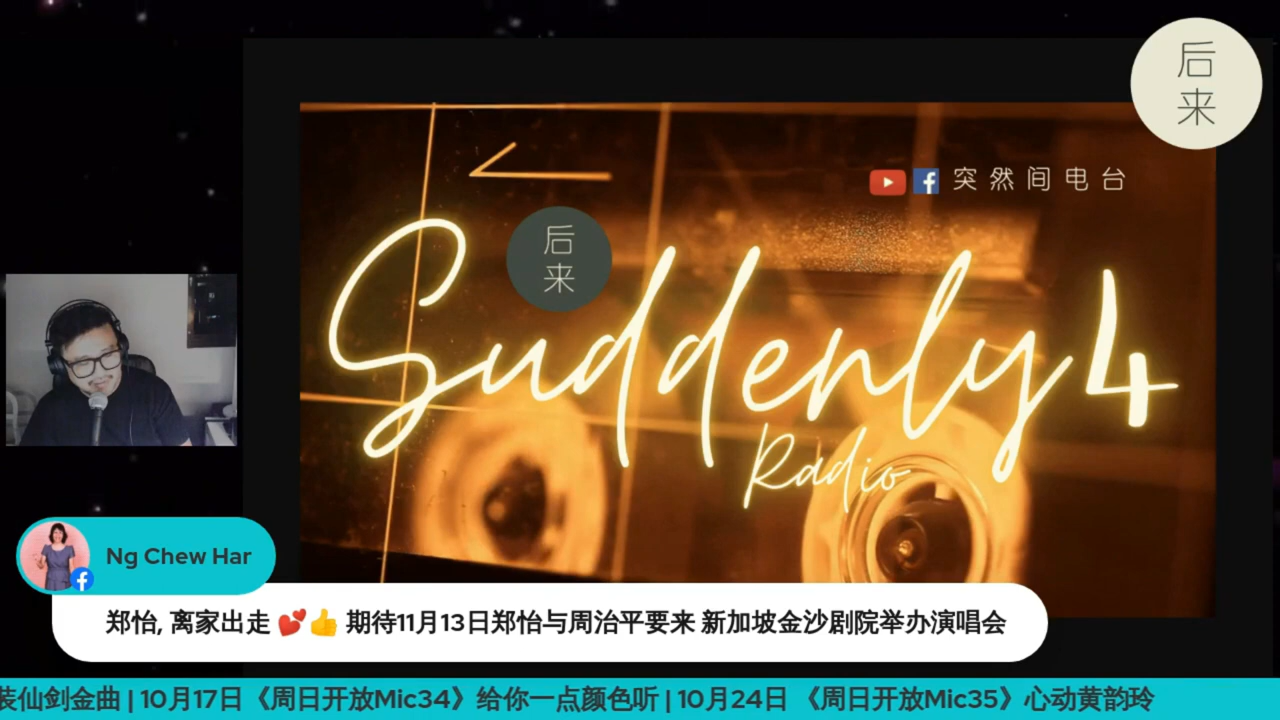 后
来
突然间电台
后
来
Suddenly4
Radio
Ng Chew Har
郑怡, 离家出走 💕👍 期待11月13日郑怡与周治平要来 新加坡金沙剧院举办演唱会
装仙剑金曲 | 10月17日《周日开放Mic34》给你一点颜色听 | 10月24日 《周日开放Mic35》心动黄韵玲